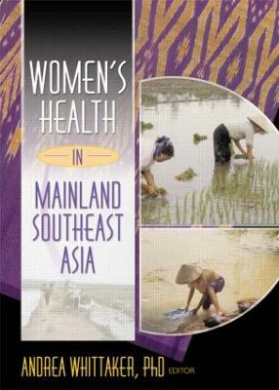 WOMEN'S
HEALTH
IN
MAINLAND
SOUTHEAST
ASIA
ANDREA WHITTAKER, PhD EDITOR